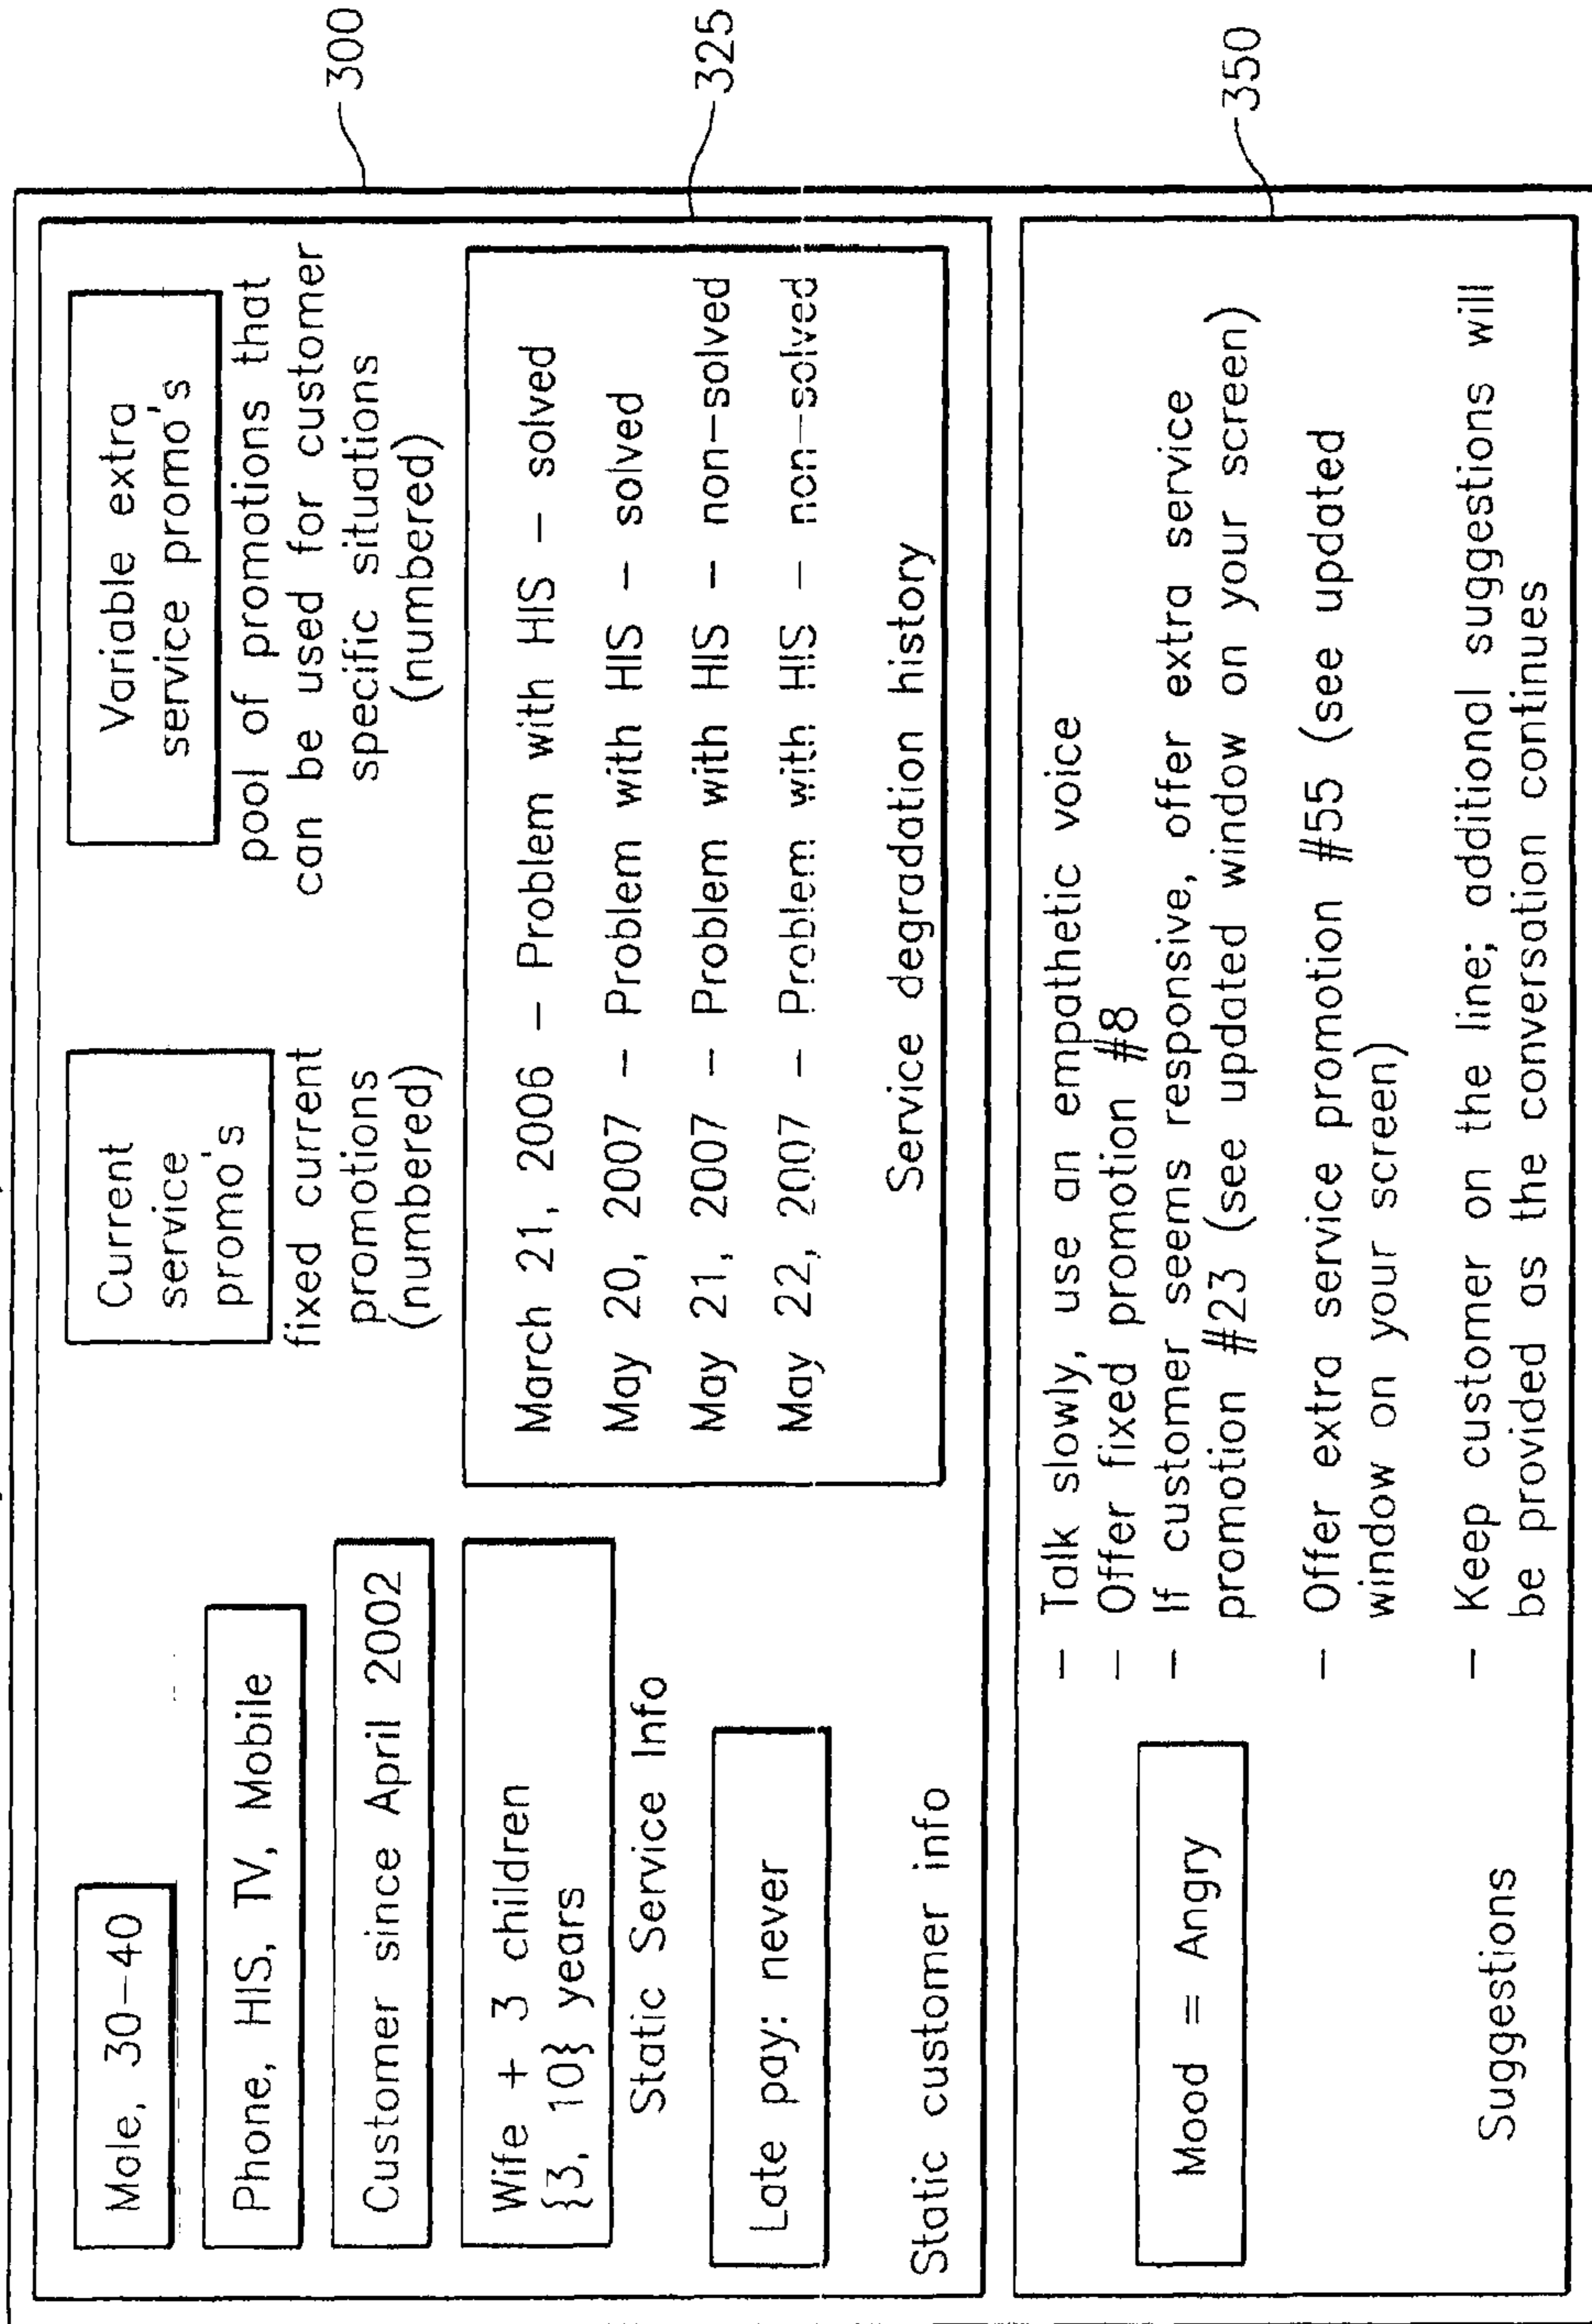 Male, 30-40
Phone, HIS, TV, Mobile
Customer since April 2002
Wife + 3 children
{3, 10} years
Static Service Info
Late pay: never
Static customer info
Current
service
promo's
fixed current
promotions
(numbered)
Variable extra
service promo's
pool of promotions that
can be used for customer
specific situations
(numbered)
March 21, 2006 - Problem with HIS - solved
May 20, 2007 - Problem with HIS - solved
May 21, 2007 - Problem with HIS - non-solved
May 22, 2007 - Problem with HIS - non-solved
Service degradation history
300
325
Mood = Angry
Suggestions
- Talk slowly, use an empathetic voice
- Offer fixed promotion #8
- If customer seems responsive, offer extra service
promotion #23 (see updated window on your screen)
- Offer extra service promotion #55 (see updated
window on your screen)
- Keep customer on the line; additional suggestions will
be provided as the conversation continues
350